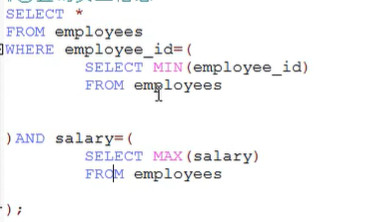 SELECT *
FROM employees
WHERE employee_id=(
SELECT MIN(employee_id)
FROM employees
)AND salary=(
SELECT MAX(salary)
FROM employees
);